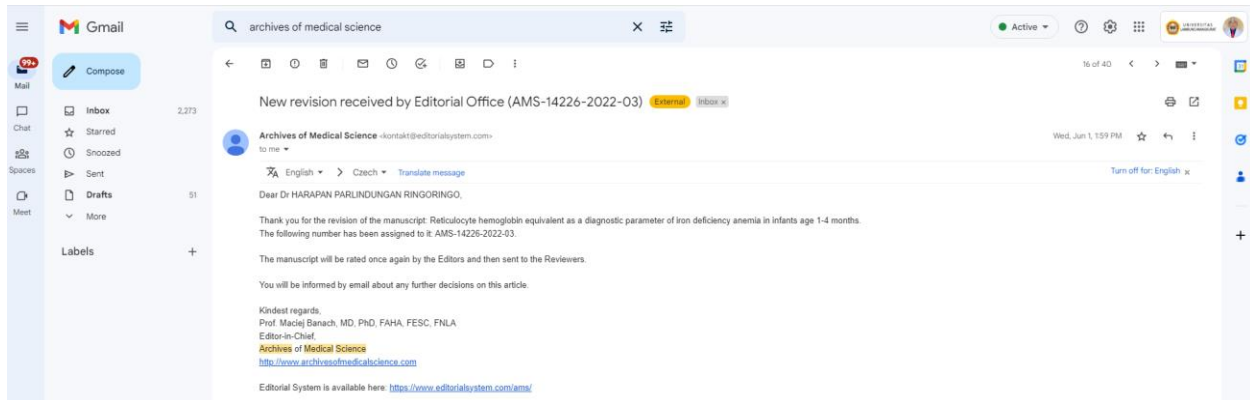 Gmail
archives of medical science
Active
UNIVERSITAS
99+
Mail
Compose
16 of 40
Chat
Inbox 2,273
Starred
Snoozed
Spaces
Sent
Drafts 51
Meet
More
Labels
New revision received by Editorial Office (AMS-14226-2022-03) External Inbox x
Archives of Medical Science <kontakt@editorialsystem.com> Wed, Jun 1, 1:59 PM
to me
English > Czech Translate message Turn off for: English x
Dear Dr HARAPAN PARLINDUNGAN RINGORINGO,
Thank you for the revision of the manuscript: Reticulocyte hemoglobin equivalent as a diagnostic parameter of iron deficiency anemia in infants age 1-4 months.
The following number has been assigned to it: AMS-14226-2022-03.
The manuscript will be rated once again by the Editors and then sent to the Reviewers.
You will be informed by email about any further decisions on this article.
Kindest regards,
Prof. Maciej Banach, MD, PhD, FAHA, FESC, FNLA
Editor-in-Chief,
Archives of Medical Science
http://www.archivesofmedicalscience.com
Editorial System is available here: https://www.editorialsystem.com/ams/